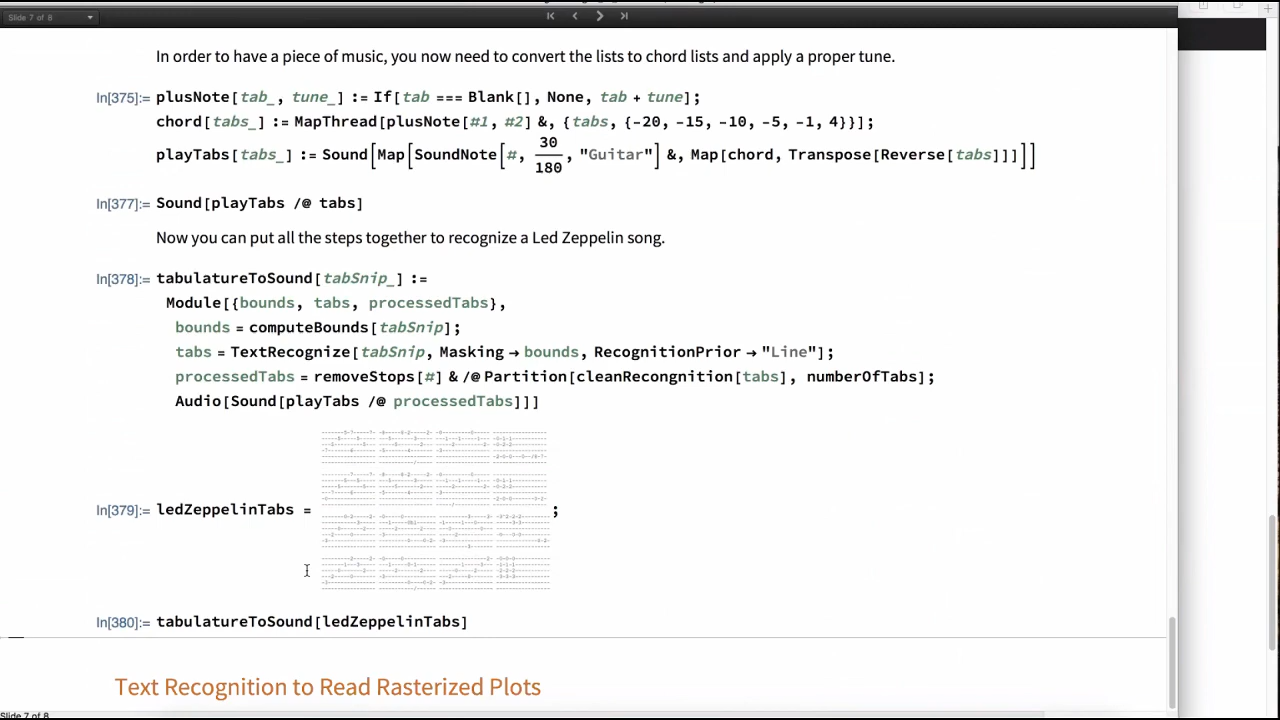 Slide 7 of 8
In order to have a piece of music, you now need to convert the lists to chord lists and apply a proper tune.
In[375]:= plusNote[tab_, tune_] := If[tab === Blank[], None, tab + tune];
chord[tabs_] := MapThread[plusNote[#1, #2] &, {tabs, {-20, -15, -10, -5, -1, 4}}];
playTabs[tabs_] := Sound[Map[SoundNote[#, 30/180, "Guitar"] &, Map[chord, Transpose[Reverse[tabs]]]]]
In[377]:= Sound[playTabs /@ tabs]
Now you can put all the steps together to recognize a Led Zeppelin song.
In[378]:= tabulatureToSound[tabSnip_] :=
Module[{bounds, tabs, processedTabs},
bounds = computeBounds[tabSnip];
tabs = TextRecognize[tabSnip, Masking → bounds, RecognitionPrior → "Line"];
processedTabs = removeStops[#] & /@ Partition[cleanRecongnition[tabs], numberOfTabs];
Audio[Sound[playTabs /@ processedTabs]]]
In[379]:= ledZeppelinTabs = ;
In[380]:= tabulatureToSound[ledZeppelinTabs]
Text Recognition to Read Rasterized Plots
Slide 7 of 8